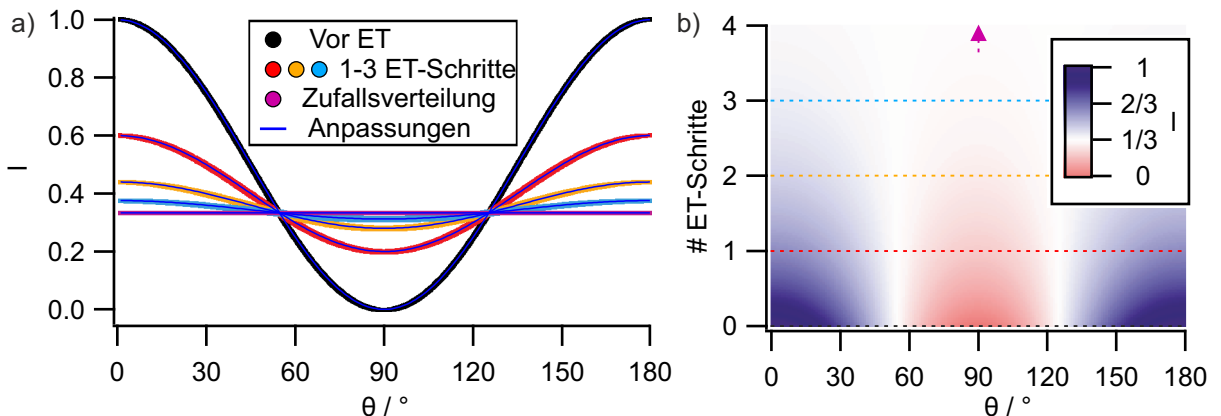 a)
1.0
0.8
0.6
0.4
0.2
0.0
I
Vor ET
1-3 ET-Schritte
Zufallsverteilung
Anpassungen
0 30 60 90 120 150 180
θ / °
b)
4
3
2
1
0
# ET-Schritte
1
2/3
1/3
0
I
0 30 60 90 120 150 180
θ / °